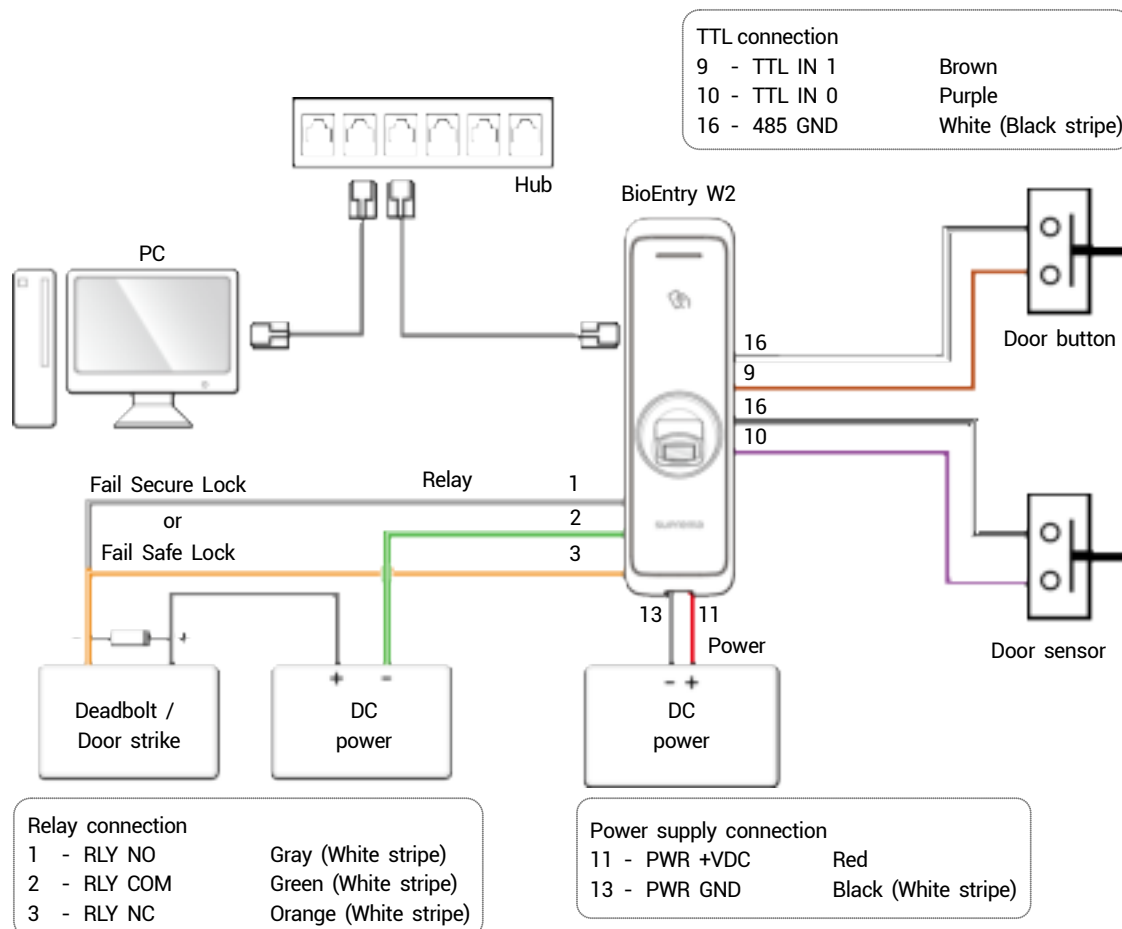 TTL connection
9 - TTL IN 1 Brown
10 - TTL IN 0 Purple
16 - 485 GND White (Black stripe)
Hub
BioEntry W2
PC
Door button
16
9
16
10
Fail Secure Lock
Relay
1
or
2
suprema
Fail Safe Lock
3
13
11
Power
Door sensor
- +
+ -
- +
Deadbolt /
Door strike
DC
power
DC
power
Relay connection
1 - RLY NO Gray (White stripe)
2 - RLY COM Green (White stripe)
3 - RLY NC Orange (White stripe)
Power supply connection
11 - PWR +VDC Red
13 - PWR GND Black (White stripe)